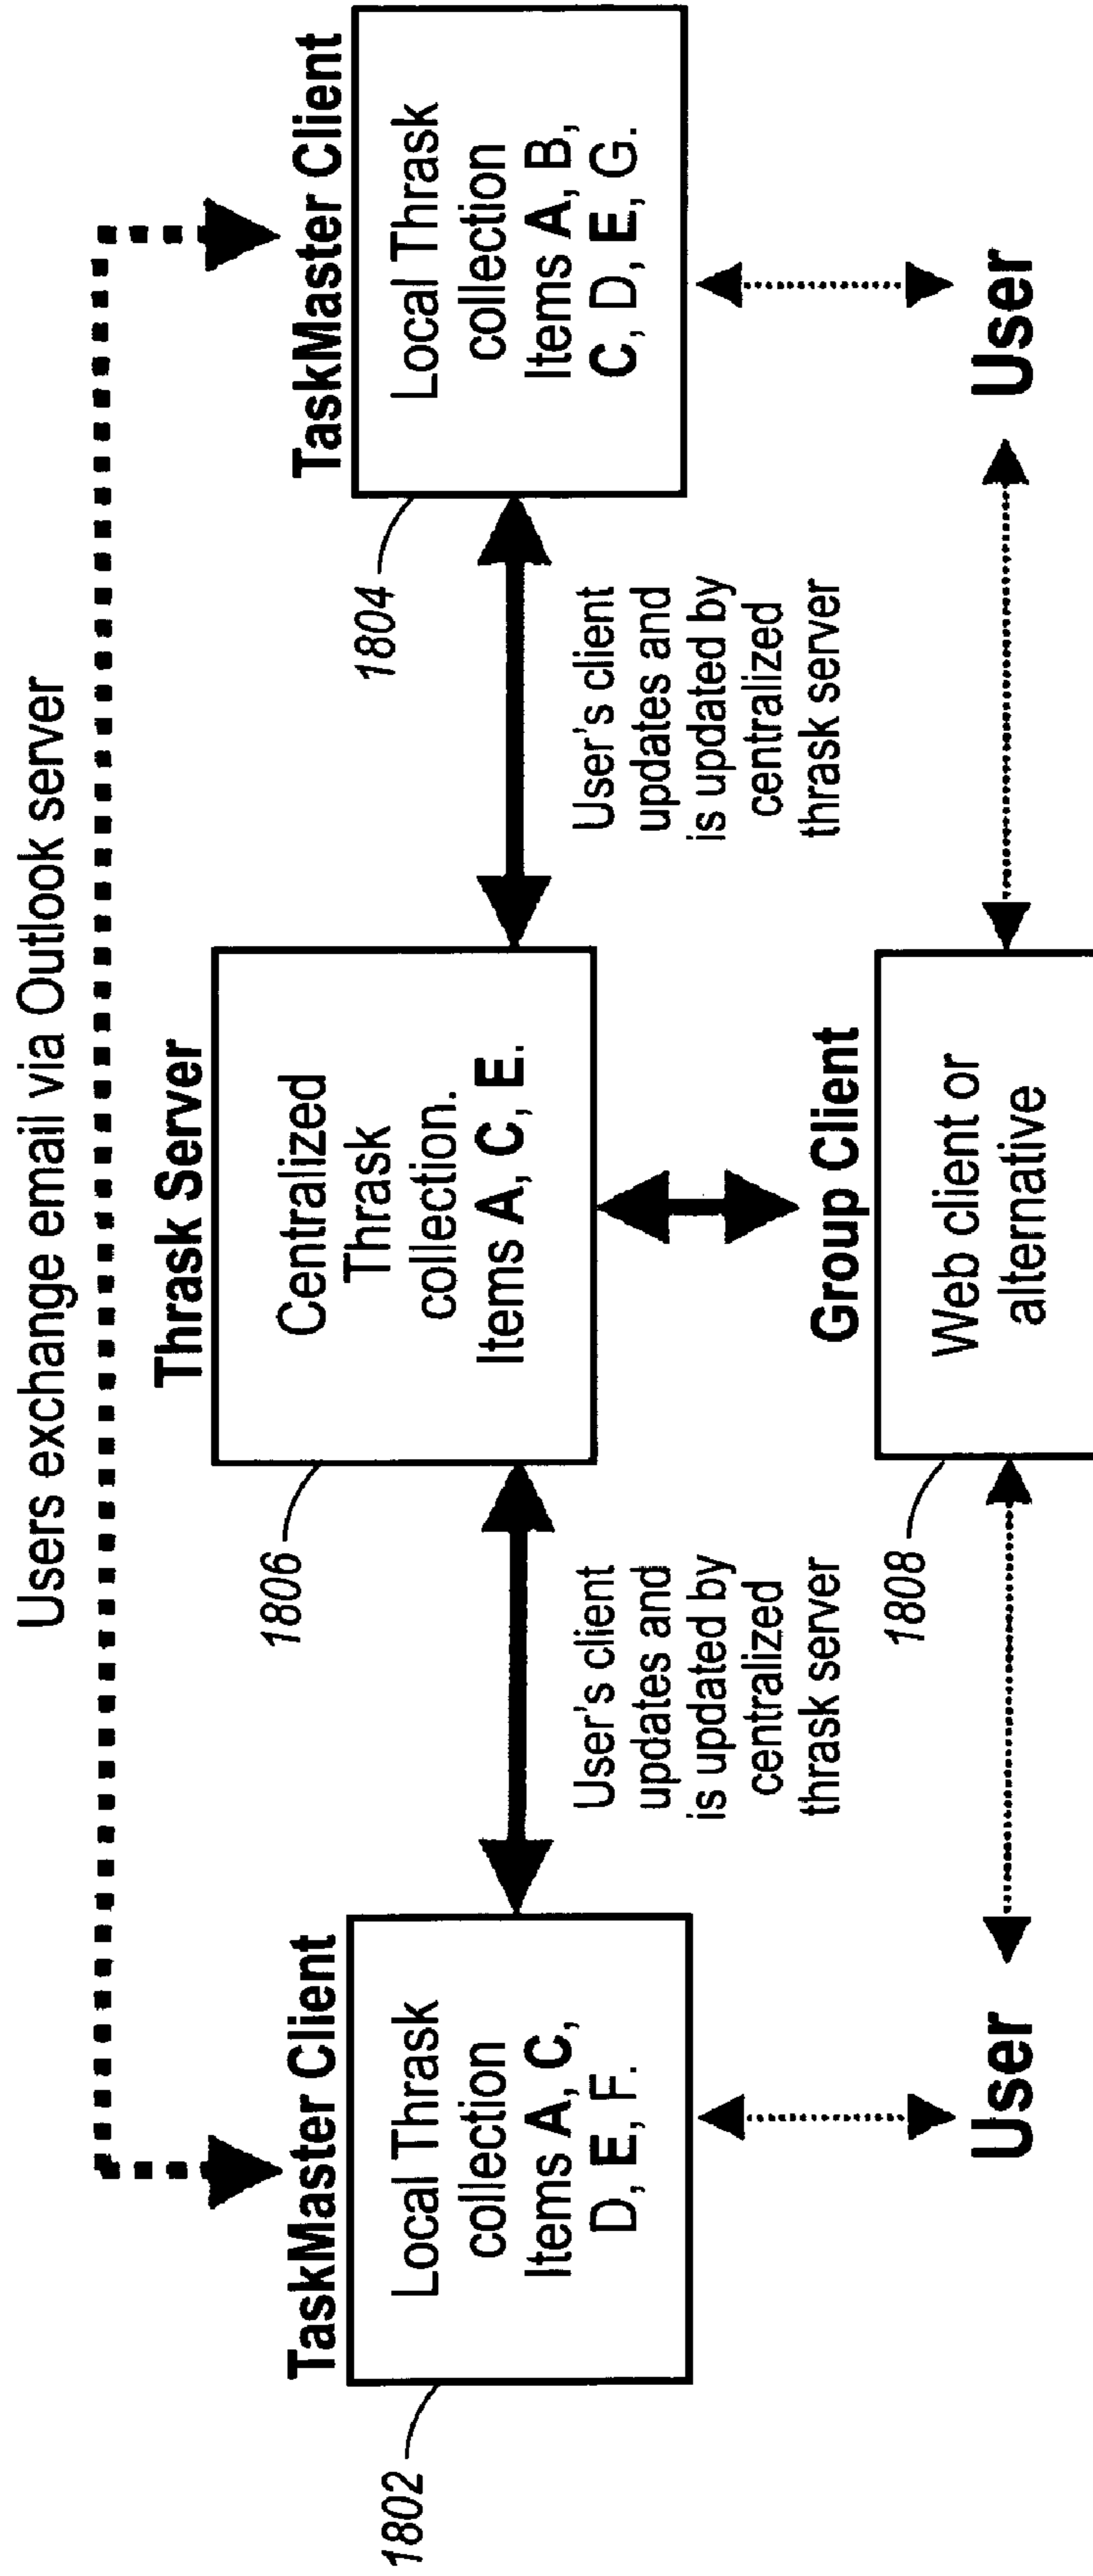 Users exchange email via Outlook server
Thrask Server
TaskMaster Client
TaskMaster Client
1802
Local Thrask
collection
Items A, C,
D, E, F.
1806
Centralized
Thrask
collection.
Items A, C, E.
1804
Local Thrask
collection
Items A, B,
C, D, E, G.
User's client
updates and
is updated by
centralized
thrask server
User's client
updates and
is updated by
centralized
thrask server
Group Client
1808
Web client or
alternative
User
User